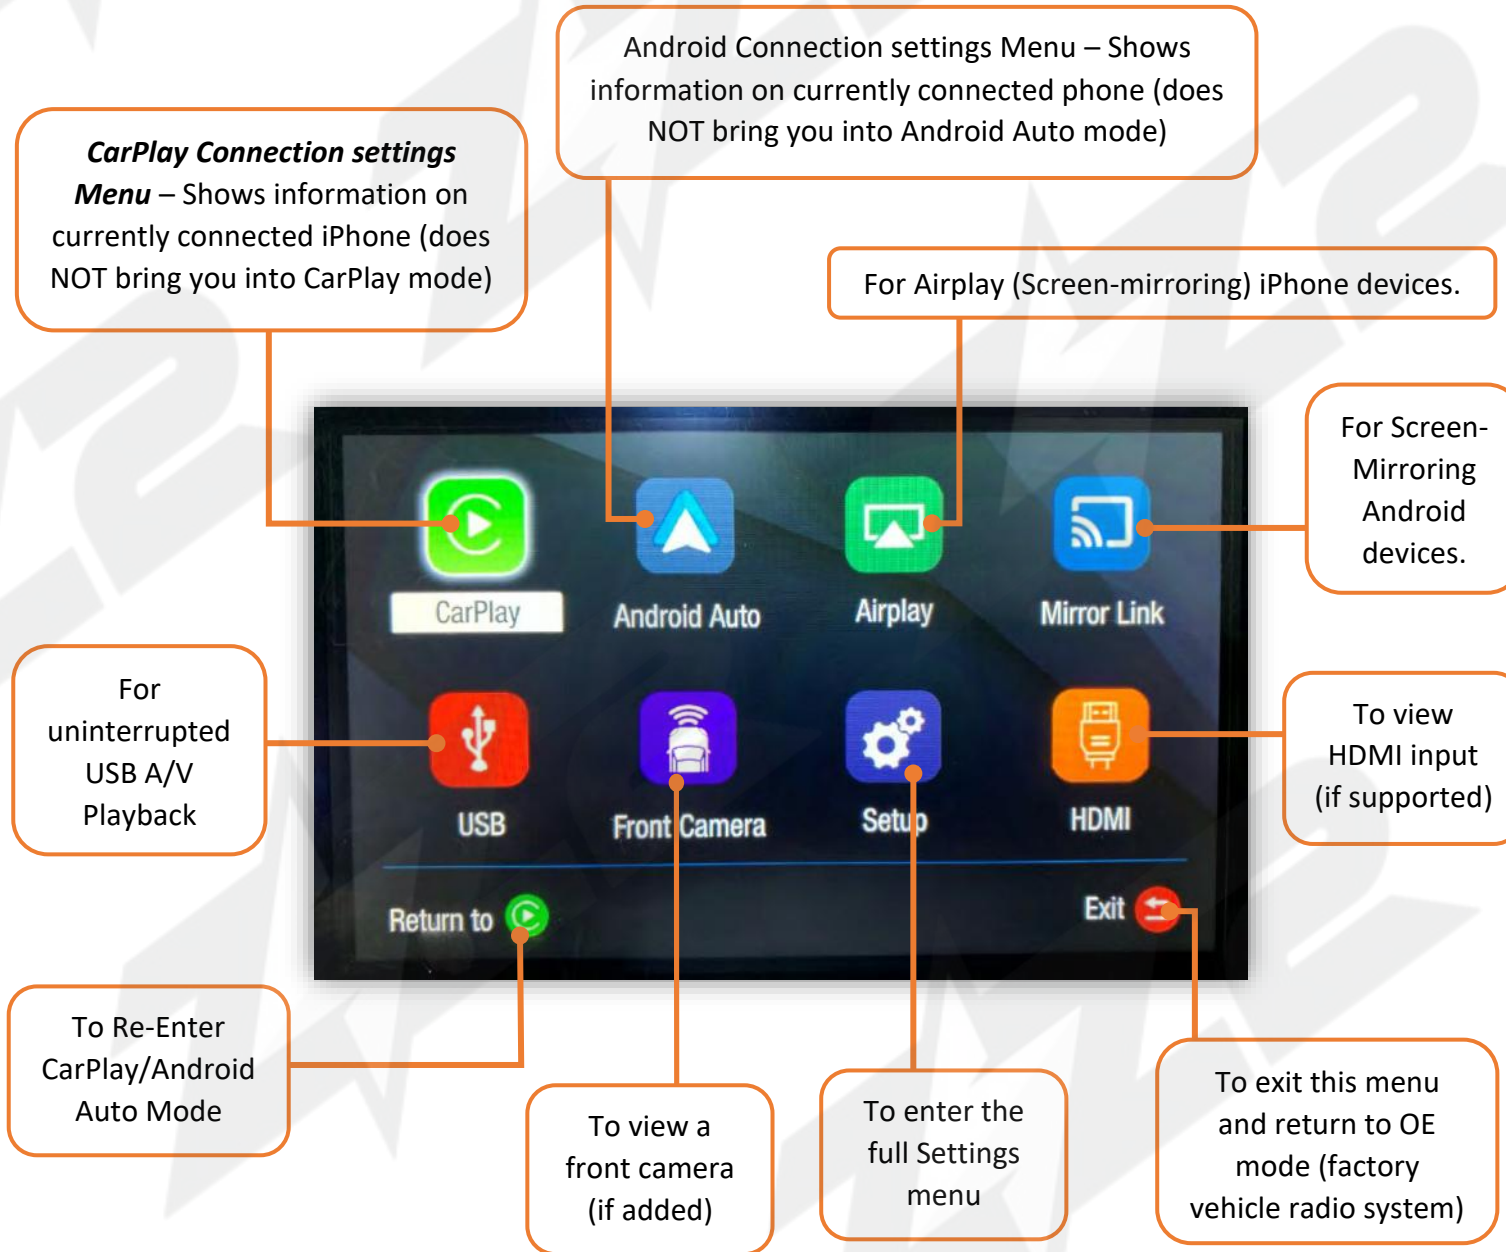 Android Connection settings Menu – Shows
information on currently connected phone (does
NOT bring you into Android Auto mode)
CarPlay Connection settings
Menu – Shows information on
currently connected iPhone (does
NOT bring you into CarPlay mode)
For Airplay (Screen-mirroring) iPhone devices.
For Screen-
Mirroring
Android
devices.
CarPlay
Android Auto
Airplay
Mirror Link
For
uninterrupted
USB A/V
Playback
To view
HDMI input
(if supported)
USB
Front Camera
Setup
HDMI
Return to
Exit
To Re-Enter
CarPlay/Android
Auto Mode
To view a
front camera
(if added)
To enter the
full Settings
menu
To exit this menu
and return to OE
mode (factory
vehicle radio system)